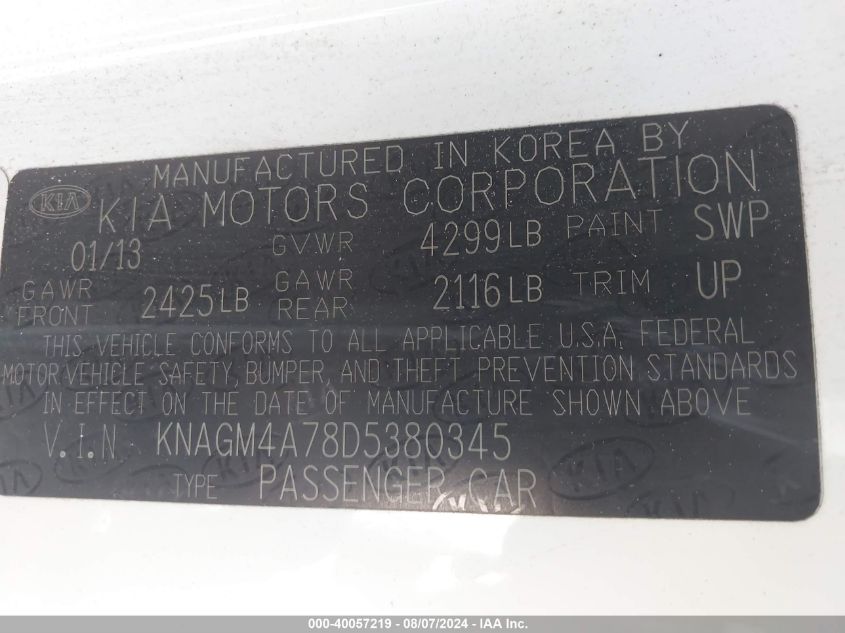 MANUFACTURED IN KOREA BY
KIA KIA MOTORS CORPORATION
01/13 GVWR 4299LB PAINT SWP
GAWR FRONT 2425LB GAWR REAR 2116LB TRIM UP
THIS VEHICLE CONFORMS TO ALL APPLICABLE U.S.A. FEDERAL
MOTOR VEHICLE SAFETY, BUMPER, AND THEFT PREVENTION STANDARDS
IN EFFECT ON THE DATE OF MANUFACTURE SHOWN ABOVE
V.I.N KNAGM4A78D5380345
TYPE PASSENGER CAR
000-40057219 - 08/07/2024 - IAA Inc.